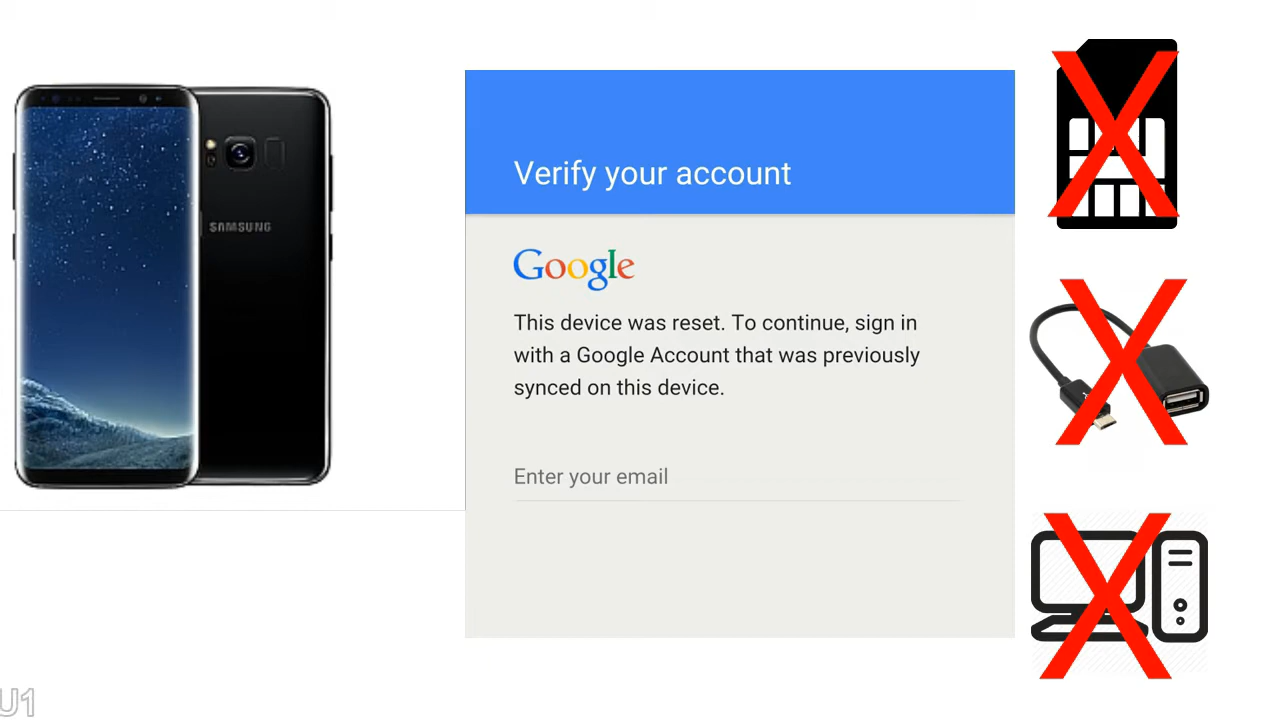 SAMSUNG
Verify your account
Google
This device was reset. To continue, sign in
with a Google Account that was previously
synced on this device.
Enter your email
U1